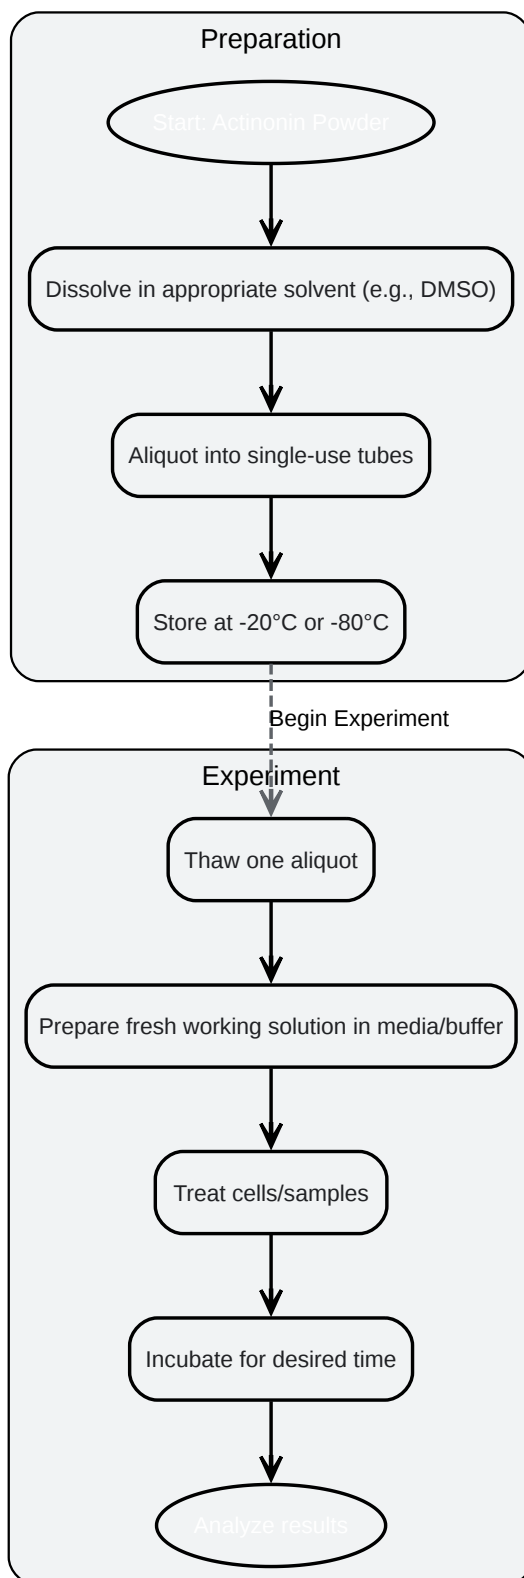 Preparation
Start: Actinonin Powder
Dissolve in appropriate solvent (e.g., DMSO)
Aliquot into single-use tubes
Store at -20°C or -80°C
Begin Experiment
Experiment
Thaw one aliquot
Prepare fresh working solution in media/buffer
Treat cells/samples
Incubate for desired time
Analyze results